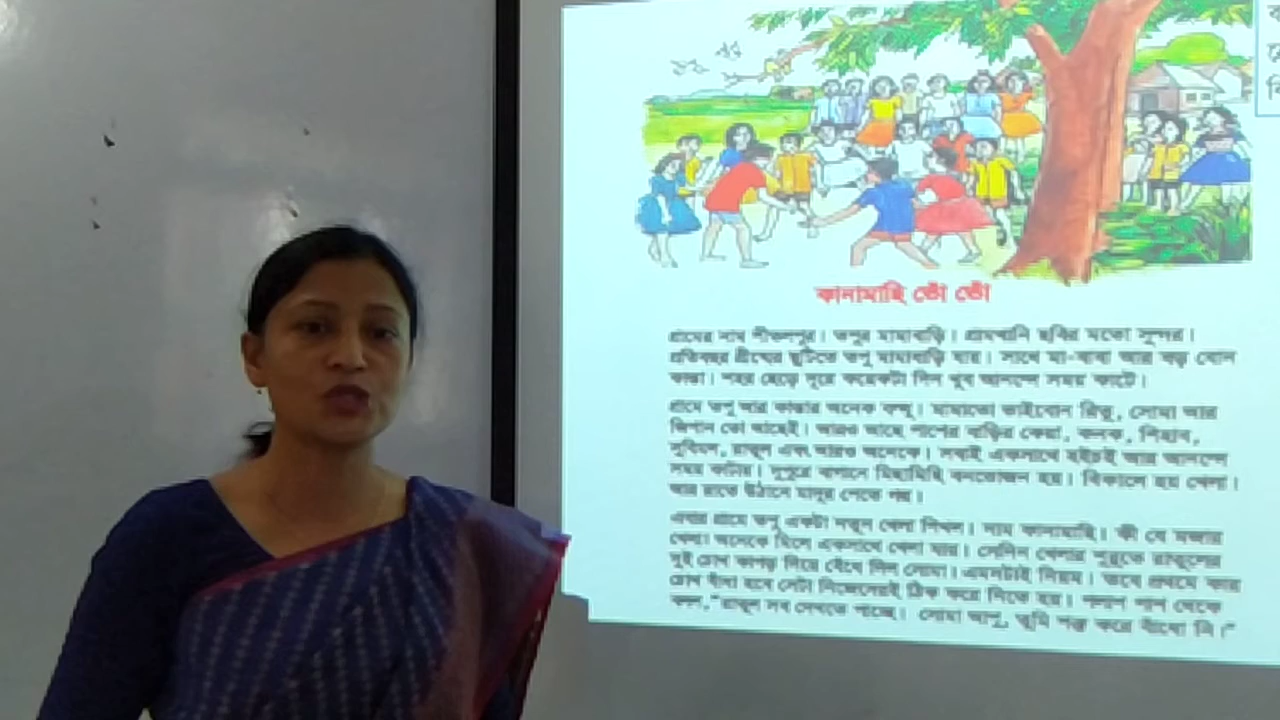 কানামাছি ভোঁ ভোঁ
গ্রামের নাম শীতলপুর। তপুর মামাবাড়ি। গ্রামখানি ছবির মতো সুন্দর।
প্রতিবছর গ্রীষ্মের ছুটিতে তপু মামাবাড়ি যায়। সাথে মা-বাবা আর বড় বোন
কান্তা। শহর ছেড়ে দূরে কয়েকটা দিন খুব আনন্দে সময় কাটে।
গ্রামে তপু আর কান্তার অনেক বন্ধু। মামাতো ভাইবোন রিতু, সোমা আর
তো আছেই। আরও আছে পাশের বাড়ির কেয়া, কনক, শিহাব,
সুবিমল, রাতুল এবং আরও অনেকে। সবাই একসাথে হইচই আর আনন্দে
সময় কাটায়। দুপুরে বাগানে মিছামিছি বনভোজন হয়। বিকালে হয় খেলা।
আর রাতে উঠানে মাদুর পেতে গল্প।
এবার গ্রামে তপু একটা নতুন খেলা শিখল। নাম কানামাছি। কী যে মজার
খেলা! অনেকে মিলে একসাথে খেলা যায়। সেদিন খেলার শুরুতে রাতুলের
দুই চোখ কাপড় দিয়ে বেঁধে দিল সোমা। এমনটাই নিয়ম। তবে প্রথমে কার
চোখ বাঁধা হবে সেটা নিজেদেরই ঠিক করে নিতে হয়। পলাশ পাশ থেকে
বলল, "রাতুল সব দেখতে পাচ্ছে। সোমা আপু, তুমি শক্ত করে বাঁধো নি।"